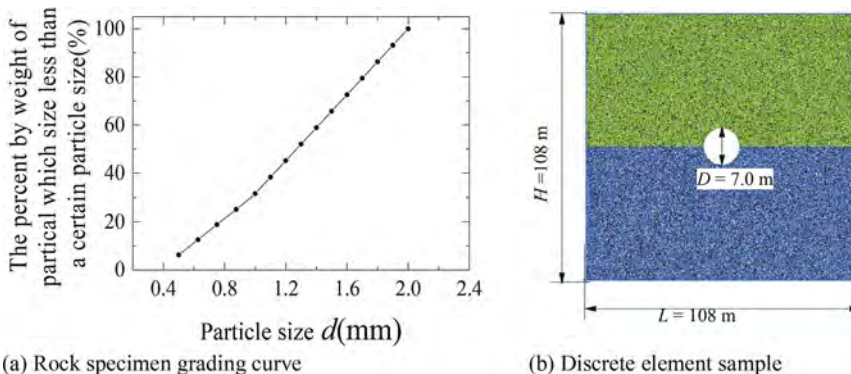 The percent by weight of
partical which size less than
a certain particle size(%)
100
80
60
40
20
0
0.4 0.8 1.2 1.6 2.0 2.4
Particle size d(mm)
(a) Rock specimen grading curve
H =108 m
D = 7.0 m
L = 108 m
(b) Discrete element sample